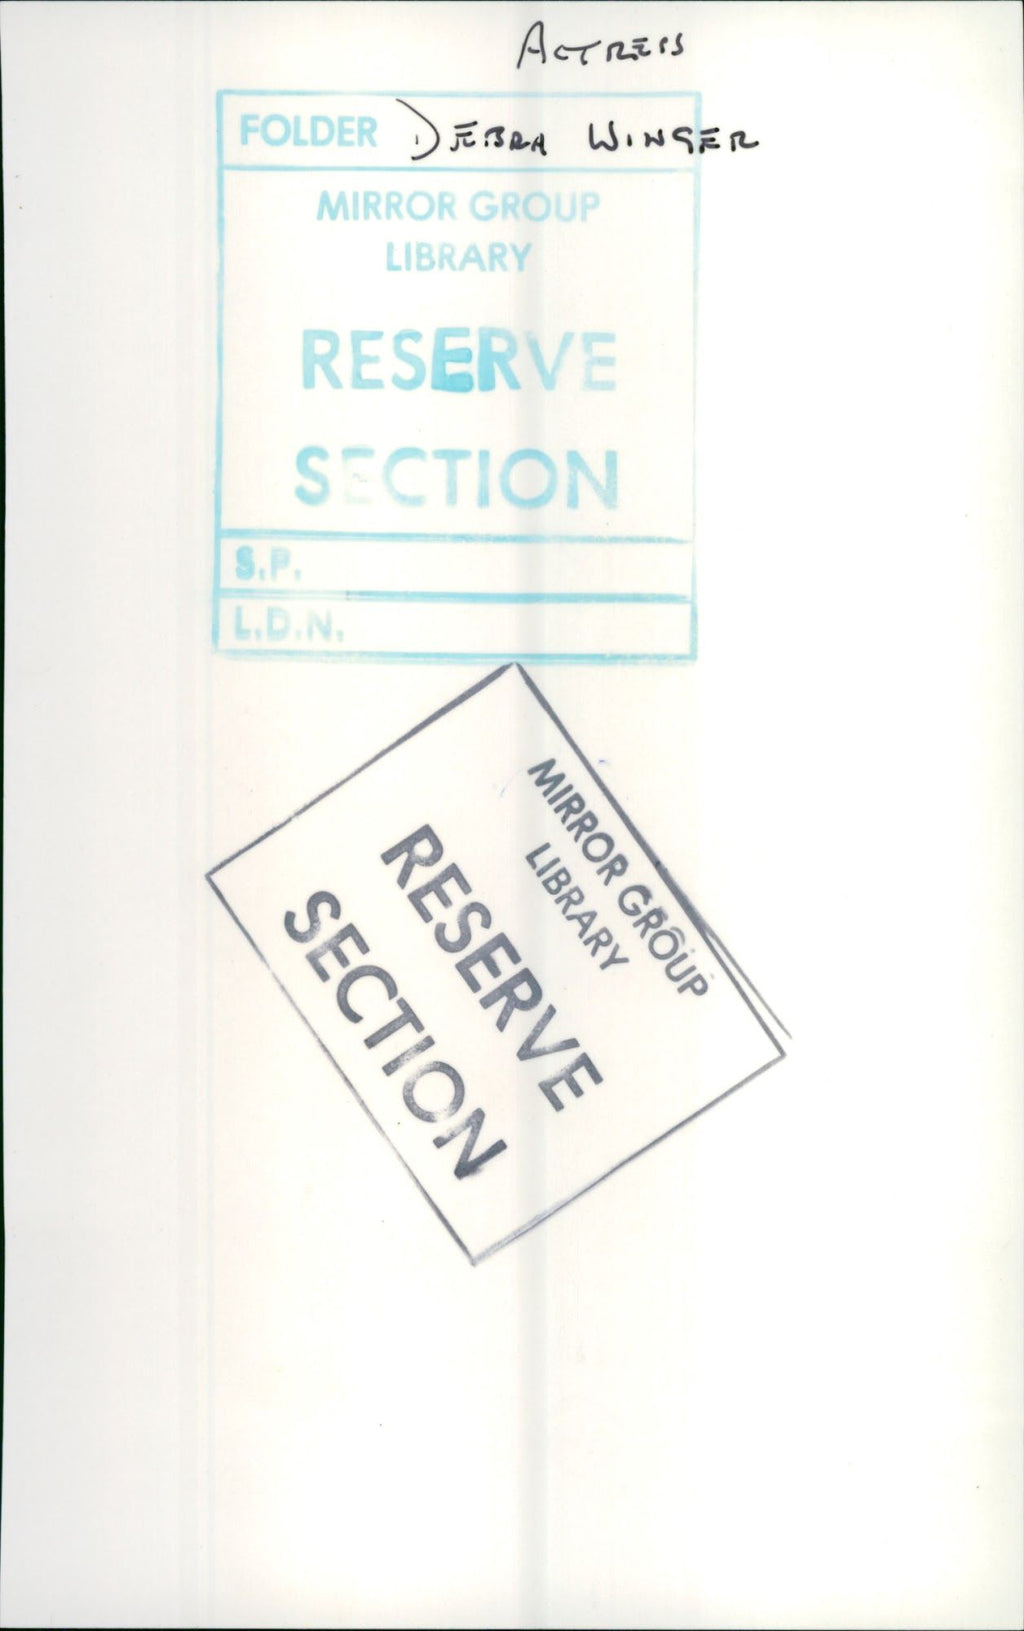 ACTRESS
FOLDER DEBRA WINGER
MIRROR GROUP
LIBRARY
RESERVE
SECTION
S.P.
L.D.N.
MIRROR GROUP
LIBRARY
RESERVE
SECTION